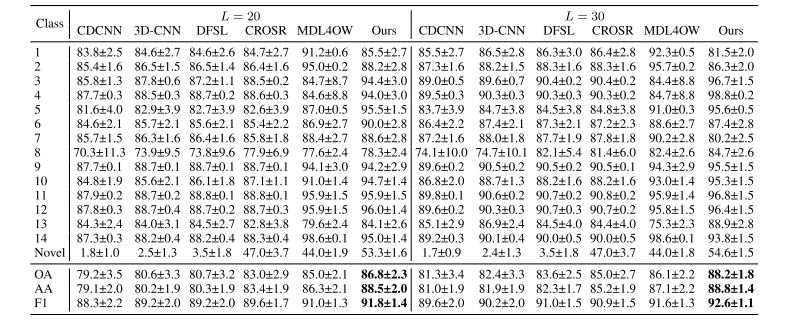 Class L = 20 L = 30
CDCNN 3D-CNN DFSL CROSR MDL4OW Ours CDCNN 3D-CNN DFSL CROSR MDL4OW Ours
1 83.8±2.5 84.6±2.7 84.6±2.6 84.7±2.7 91.2±0.6 85.5±2.7 85.5±2.7 86.5±2.8 86.3±3.0 86.4±2.8 92.3±0.5 81.5±2.0
2 85.4±1.6 86.5±1.5 86.5±1.4 86.4±1.6 95.0±0.2 88.2±2.8 87.3±1.6 88.2±1.5 88.3±1.6 88.3±1.6 95.7±0.2 86.3±2.0
3 85.8±1.3 87.8±0.6 87.2±1.1 88.5±0.2 84.7±8.7 94.4±3.0 89.0±0.5 89.6±0.7 90.4±0.2 90.4±0.2 84.4±8.8 96.7±1.5
4 87.7±0.3 88.5±0.3 88.7±0.2 88.6±0.3 84.6±8.8 94.0±3.0 89.5±0.3 90.3±0.3 90.3±0.3 90.3±0.2 84.7±8.8 98.8±0.2
5 81.6±4.0 82.9±3.9 82.7±3.9 82.6±3.9 87.0±0.5 95.5±1.5 83.7±3.9 84.7±3.8 84.5±3.8 84.8±3.8 91.0±0.3 95.6±0.5
6 84.6±2.1 85.7±2.1 85.6±2.1 85.4±2.2 86.9±2.7 90.0±2.8 86.4±2.2 87.4±2.1 87.3±2.1 87.2±2.3 88.6±2.7 87.4±2.8
7 85.7±1.5 86.3±1.6 86.4±1.6 85.8±1.8 88.4±2.7 88.6±2.8 87.2±1.6 88.0±1.8 87.7±1.9 87.8±1.8 90.2±2.8 80.2±2.5
8 70.3±11.3 73.9±9.5 73.8±9.6 77.9±6.9 77.6±2.4 78.3±2.4 74.1±10.0 74.7±10.1 82.1±5.4 81.4±6.0 82.4±2.6 84.7±2.6
9 87.7±0.1 88.7±0.1 88.7±0.1 88.7±0.1 94.1±3.0 94.2±2.9 89.6±0.2 90.5±0.2 90.5±0.2 90.5±0.1 94.3±2.9 95.5±1.5
10 84.8±1.9 85.6±2.1 86.1±1.8 87.1±1.1 91.0±1.4 94.7±1.4 86.8±2.0 88.7±1.3 88.2±1.6 88.2±1.6 93.0±1.4 95.3±1.5
11 87.9±0.2 88.7±0.2 88.8±0.1 88.8±0.1 95.9±1.5 95.9±1.5 89.8±0.1 90.6±0.2 90.7±0.2 90.8±0.2 95.9±1.4 96.8±1.5
12 87.8±0.3 88.7±0.4 88.7±0.2 88.7±0.3 95.9±1.5 96.0±1.4 89.6±0.2 90.3±0.3 90.7±0.3 90.7±0.2 95.8±1.5 96.4±1.5
13 84.3±2.4 84.0±3.1 84.5±2.7 82.8±3.8 79.6±2.4 84.1±2.6 85.1±2.9 86.9±2.4 84.5±4.0 84.4±4.0 75.3±2.3 88.9±2.8
14 87.3±0.3 88.2±0.4 88.2±0.4 88.3±0.4 98.6±0.1 95.0±1.4 89.2±0.3 90.1±0.4 90.0±0.5 90.0±0.5 98.6±0.1 93.8±1.5
Novel 1.8±1.0 2.5±1.3 3.5±1.8 47.0±3.7 44.0±1.9 53.3±1.6 1.7±0.9 2.4±1.3 3.5±1.8 47.0±3.7 44.0±1.8 54.6±1.5
OA 79.2±3.5 80.6±3.3 80.7±3.2 83.0±2.9 85.0±2.1 86.8±2.3 81.3±3.4 82.4±3.3 83.6±2.5 85.0±2.7 86.1±2.2 88.2±1.8
AA 79.1±2.0 80.2±1.9 80.3±1.9 83.4±1.9 86.3±2.1 88.5±2.0 81.0±1.9 81.9±1.9 82.3±1.7 85.2±1.9 87.1±2.2 88.8±1.4
F1 88.3±2.2 89.2±2.0 89.2±2.0 89.6±1.7 91.0±1.3 91.8±1.4 89.6±2.0 90.2±2.0 91.0±1.5 90.9±1.5 91.6±1.3 92.6±1.1